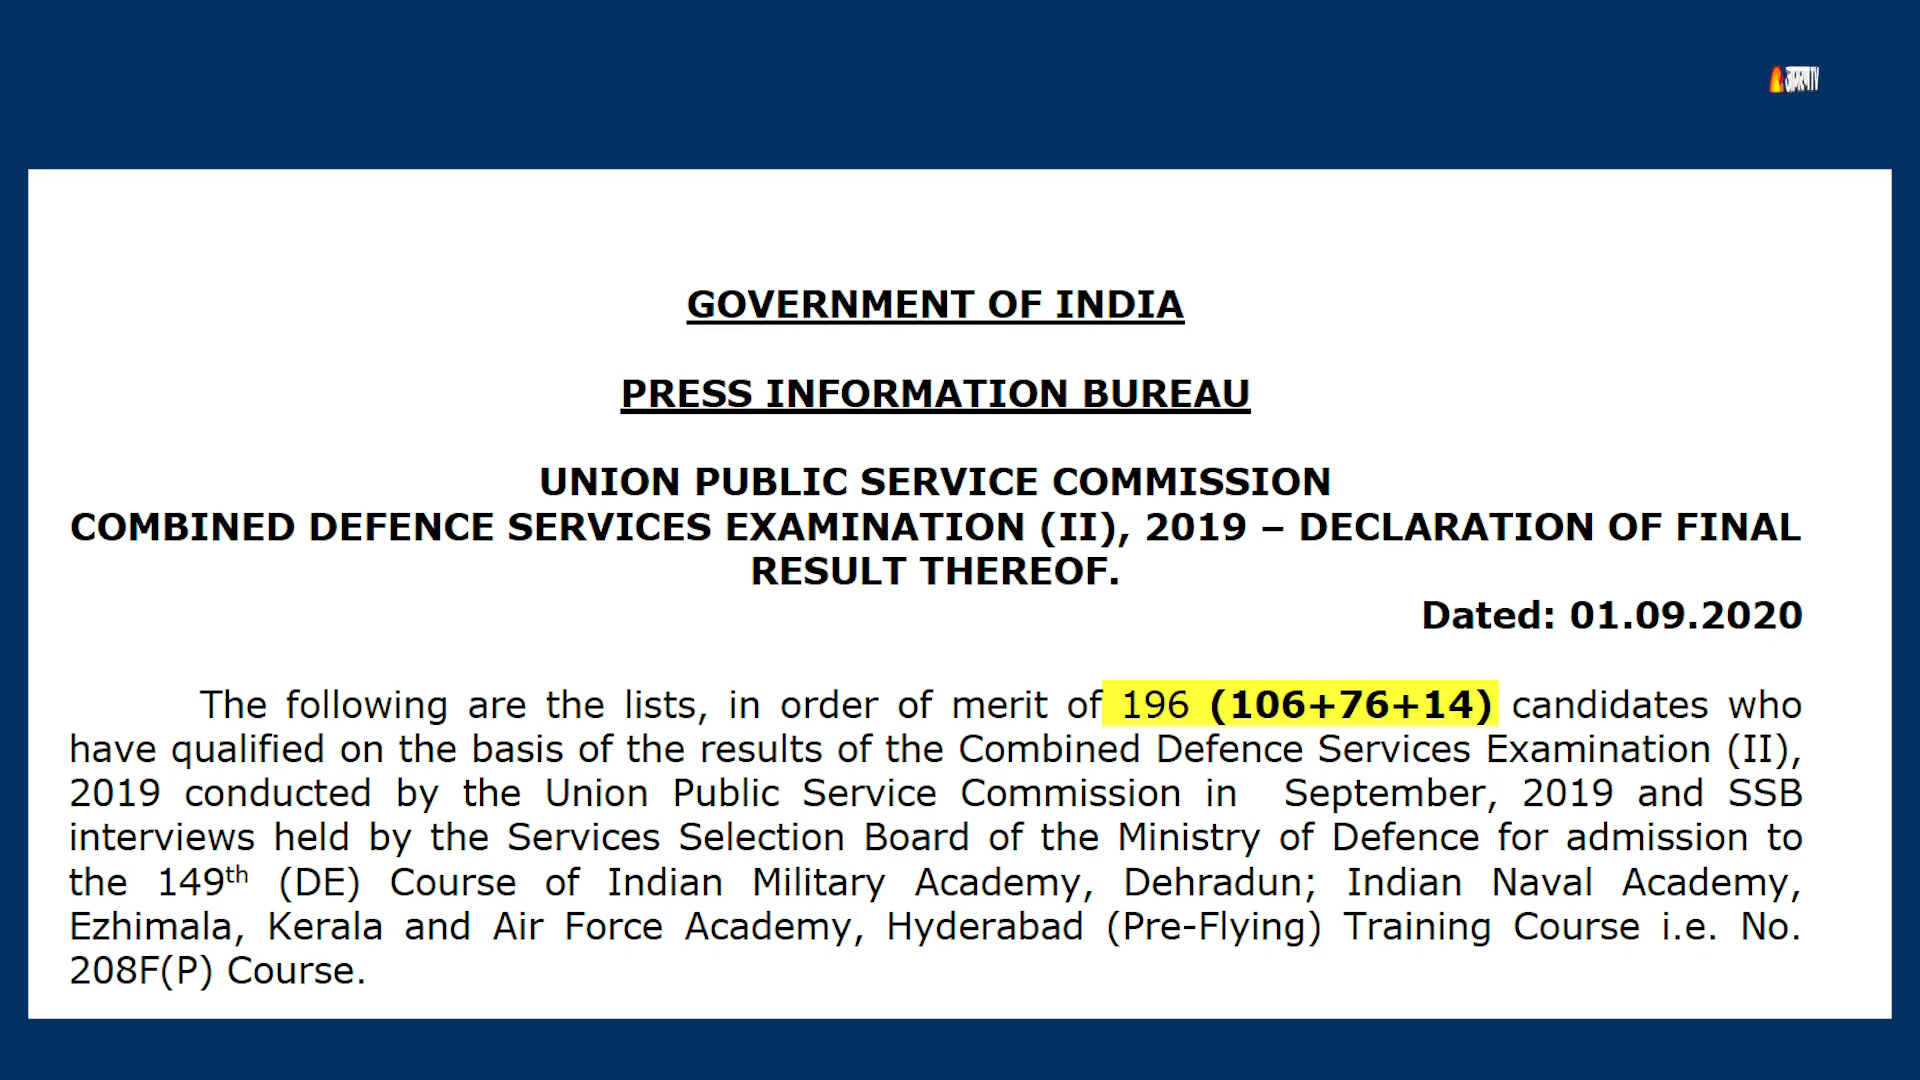 GOVERNMENT OF INDIA
PRESS INFORMATION BUREAU
UNION PUBLIC SERVICE COMMISSION
COMBINED DEFENCE SERVICES EXAMINATION (II), 2019 – DECLARATION OF FINAL
RESULT THEREOF.
Dated: 01.09.2020
The following are the lists, in order of merit of 196 (106+76+14) candidates who
have qualified on the basis of the results of the Combined Defence Services Examination (II),
2019 conducted by the Union Public Service Commission in September, 2019 and SSB
interviews held by the Services Selection Board of the Ministry of Defence for admission to
the 149th (DE) Course of Indian Military Academy, Dehradun; Indian Naval Academy,
Ezhimala, Kerala and Air Force Academy, Hyderabad (Pre-Flying) Training Course i.e. No.
208F(P) Course.